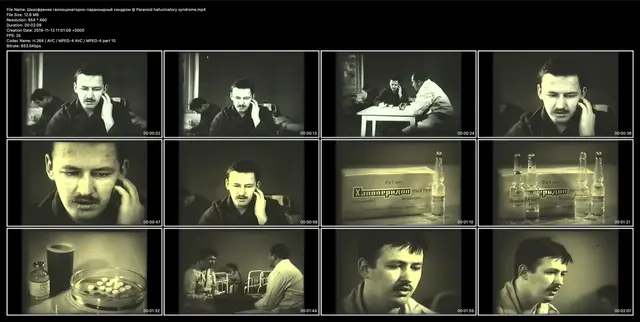 File Name: Шизофрения галлюцинаторно-параноидный синдром @ Paranoid hallucinatory syndrome.mp4
File Size: 12.6 MB
Resolution: 854 * 480
Duration: 00:02:09
Creation Date: 2019-11-13 11:01:09 +0000
FPS: 25
Codec Name: H.264 / AVC / MPEG-4 AVC / MPEG-4 part 10
Bitrate: 653.0Kbps
00:00:02
00:00:13
00:00:24
00:00:36
00:00:47
00:00:58
Халоперидол
00:01:10
Халоперидол
00:01:21
00:01:32
00:01:44
00:01:55
00:02:07